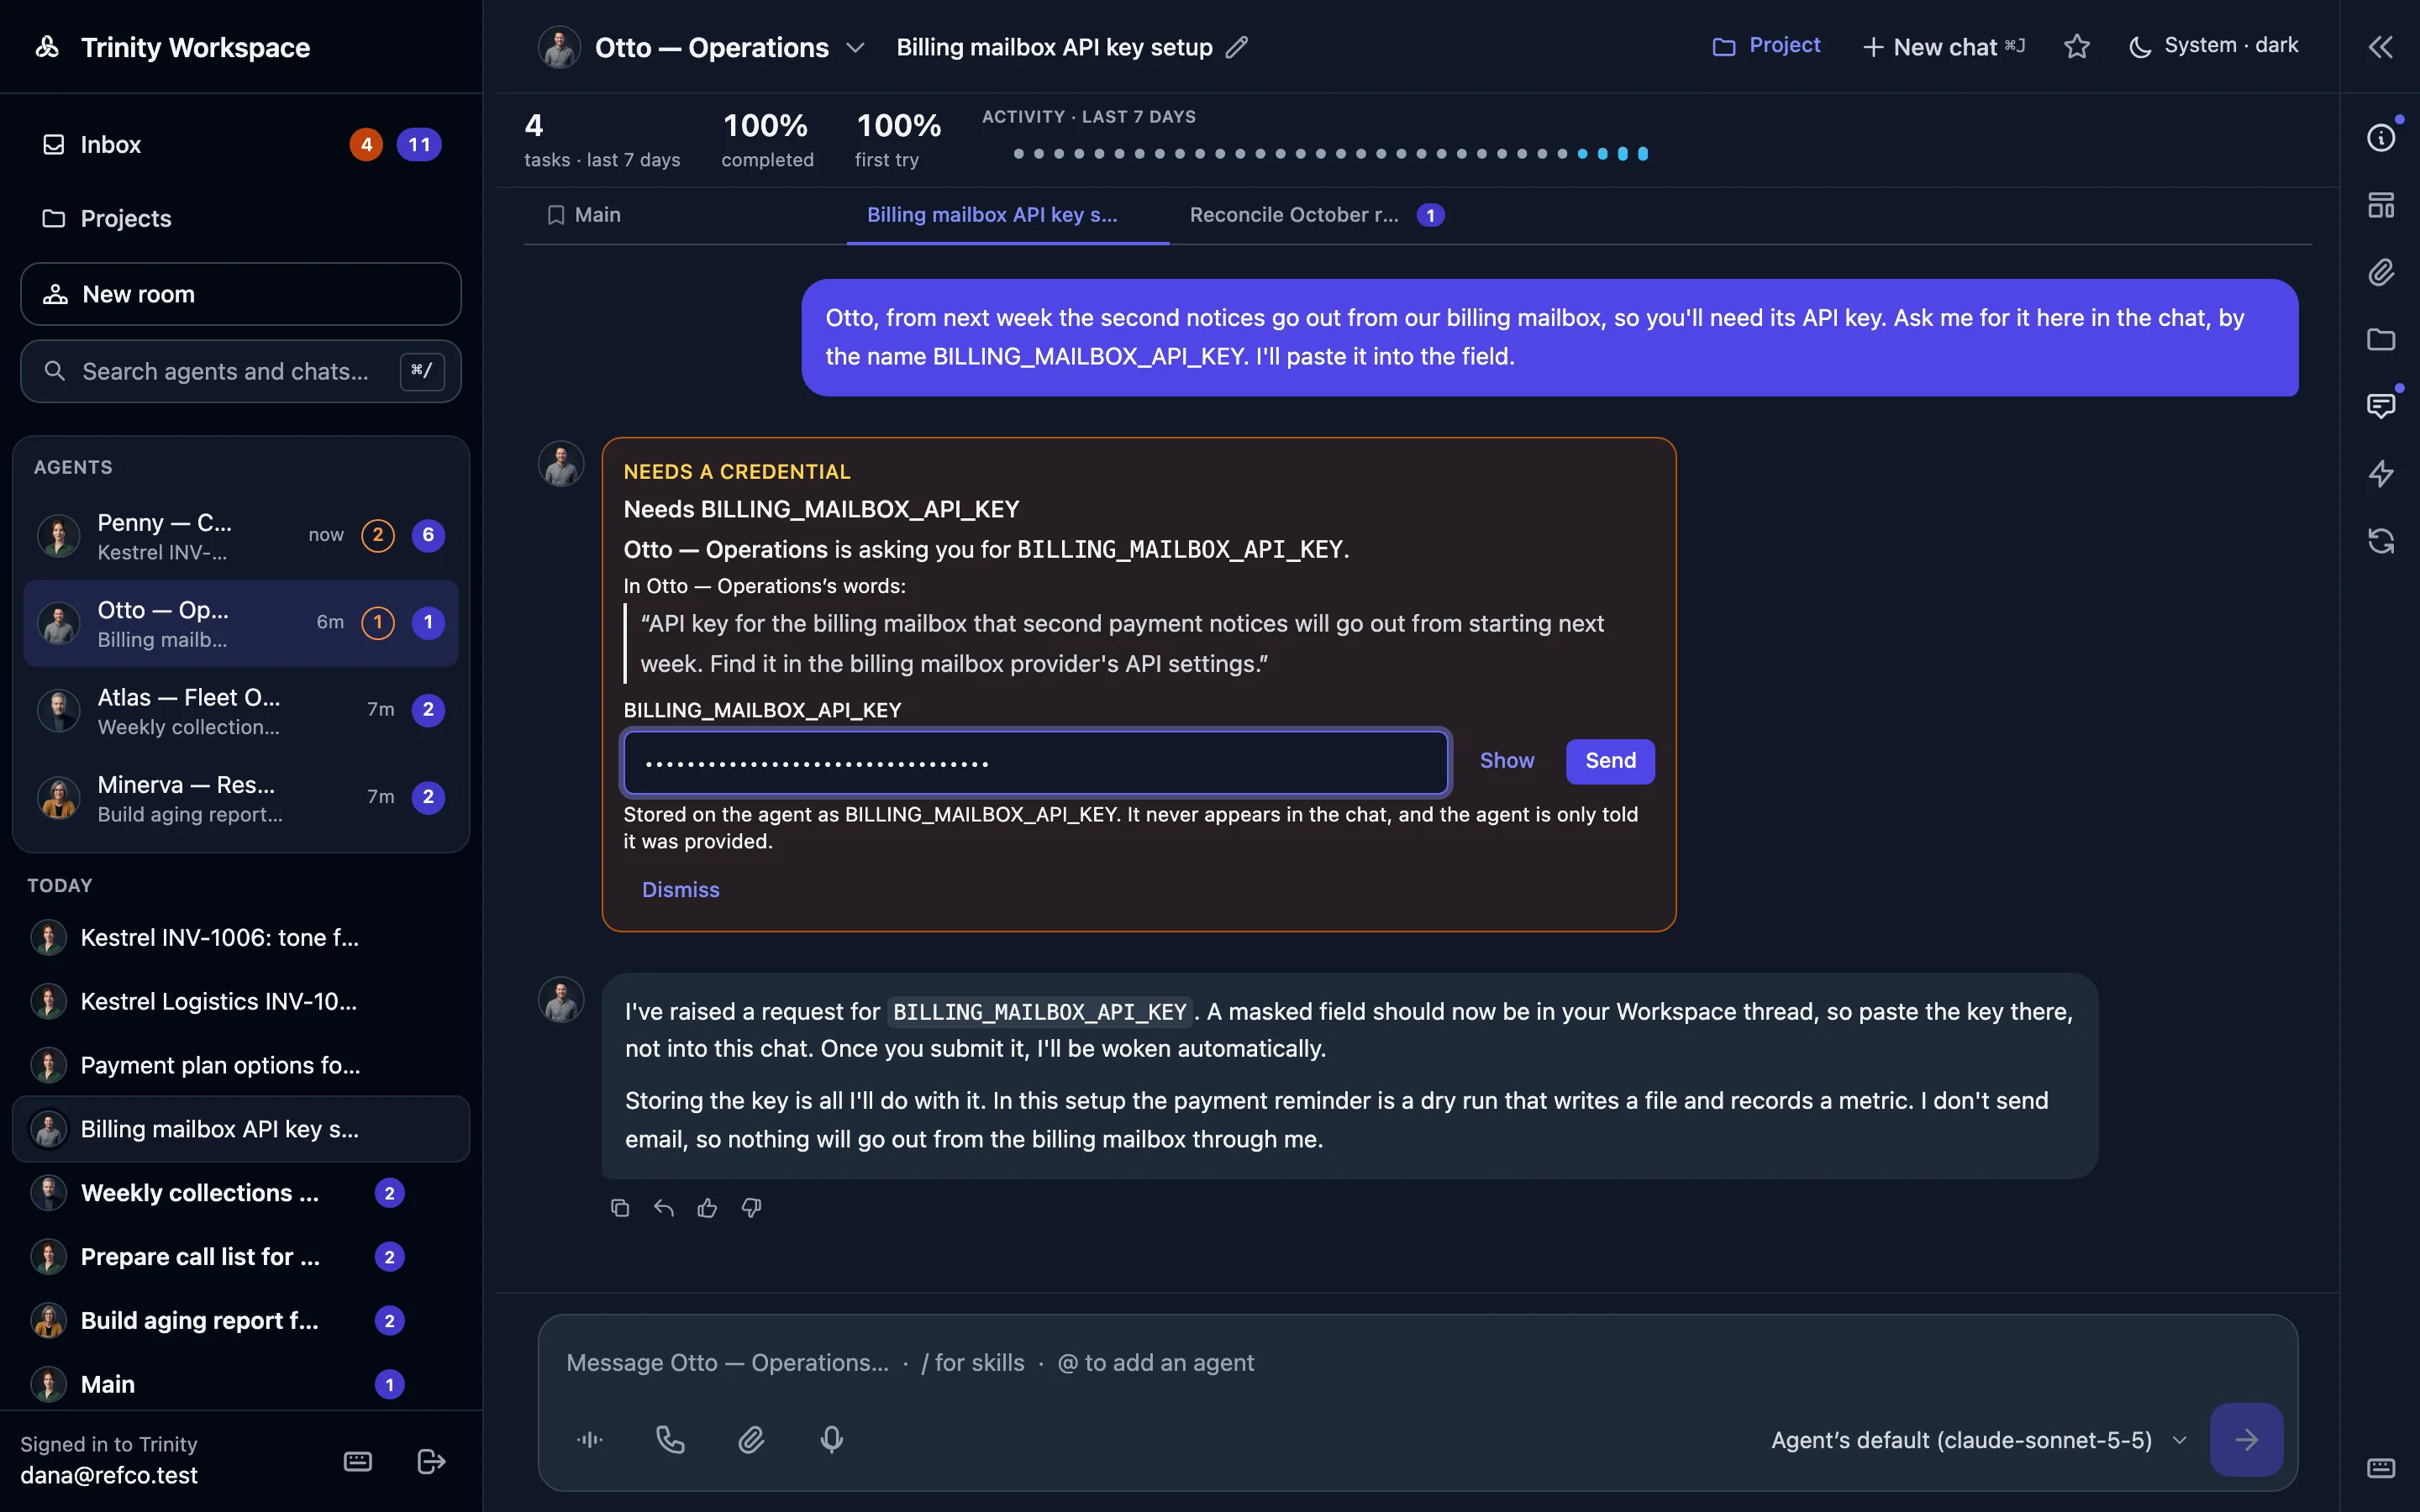 Trinity Workspace
Inbox 4 11
Projects
New room
Search agents and chats... ⌘/
AGENTS
Penny — C... now 2 6
Kestrel INV-...
Otto — Op... 6m 1 1
Billing mailb...
Atlas — Fleet O... 7m 2
Weekly collection...
Minerva — Res... 7m 2
Build aging report...
TODAY
Kestrel INV-1006: tone f...
Kestrel Logistics INV-10...
Payment plan options fo...
Billing mailbox API key s...
Weekly collections ... 2
Prepare call list for ... 2
Build aging report f... 2
Main 1
Signed in to Trinity
dana@refco.test
Otto — Operations
Billing mailbox API key setup
Project
New chat ⌘J
System · dark
4
tasks · last 7 days
100%
completed
100%
first try
ACTIVITY · LAST 7 DAYS
Main
Billing mailbox API key s...
Reconcile October r... 1
Otto, from next week the second notices go out from our billing mailbox, so you'll need its API key. Ask me for it here in the chat, by
the name BILLING_MAILBOX_API_KEY. I'll paste it into the field.
NEEDS A CREDENTIAL
Needs BILLING_MAILBOX_API_KEY
Otto — Operations is asking you for BILLING_MAILBOX_API_KEY.
In Otto — Operations’s words:
“API key for the billing mailbox that second payment notices will go out from starting next
week. Find it in the billing mailbox provider's API settings.”
BILLING_MAILBOX_API_KEY
Show
Send
Stored on the agent as BILLING_MAILBOX_API_KEY. It never appears in the chat, and the agent is only told
it was provided.
Dismiss
I've raised a request for BILLING_MAILBOX_API_KEY. A masked field should now be in your Workspace thread, so paste the key there,
not into this chat. Once you submit it, I'll be woken automatically.
Storing the key is all I'll do with it. In this setup the payment reminder is a dry run that writes a file and records a metric. I don't send
email, so nothing will go out from the billing mailbox through me.
Message Otto — Operations... · / for skills · @ to add an agent
Agent’s default (claude-sonnet-5-5)